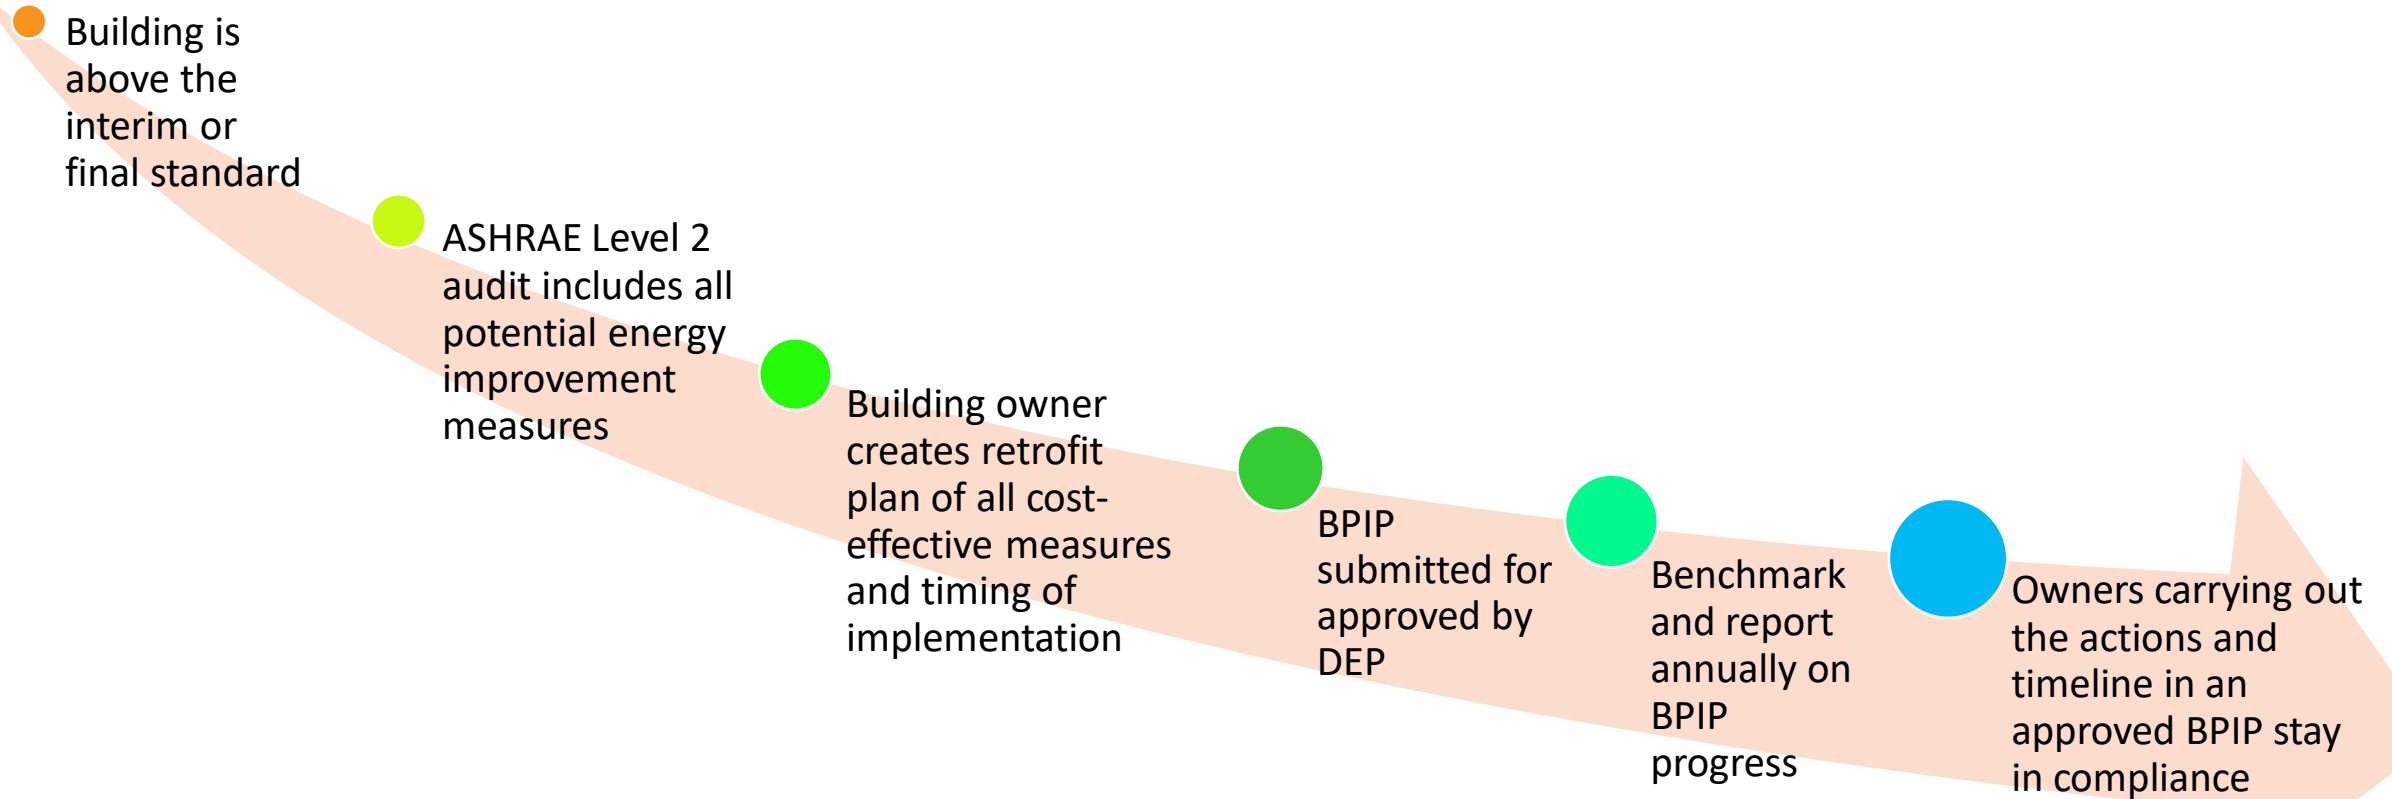 Building is
above the
interim or
final standard
ASHRAE Level 2
audit includes all
potential energy
improvement
measures
Building owner
creates retrofit
plan of all cost-
effective measures
and timing of
implementation
BPIP
submitted for
approved by
DEP
Benchmark
and report
annually on
BPIP
progress
Owners carrying out
the actions and
timeline in an
approved BPIP stay
in compliance